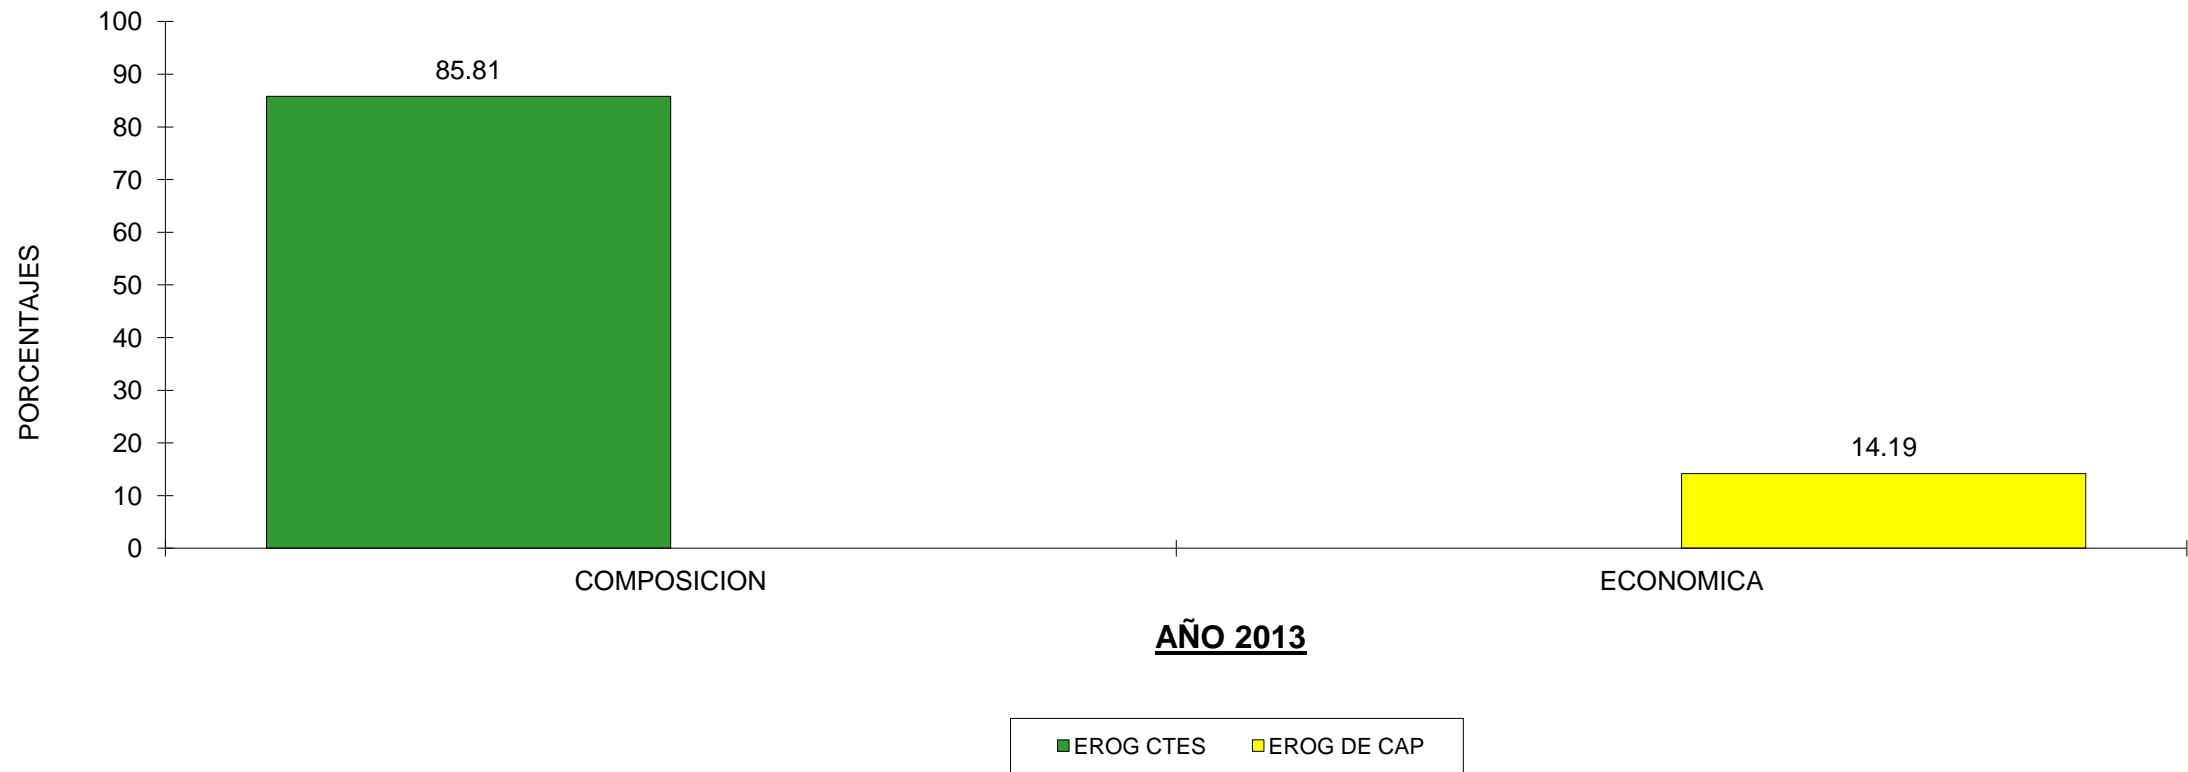 100
90
80
70
60
50
40
30
20
10
0
PORCENTAJES
85.81
14.19
COMPOSICION
ECONOMICA
AÑO 2013
EROG CTES
EROG DE CAP